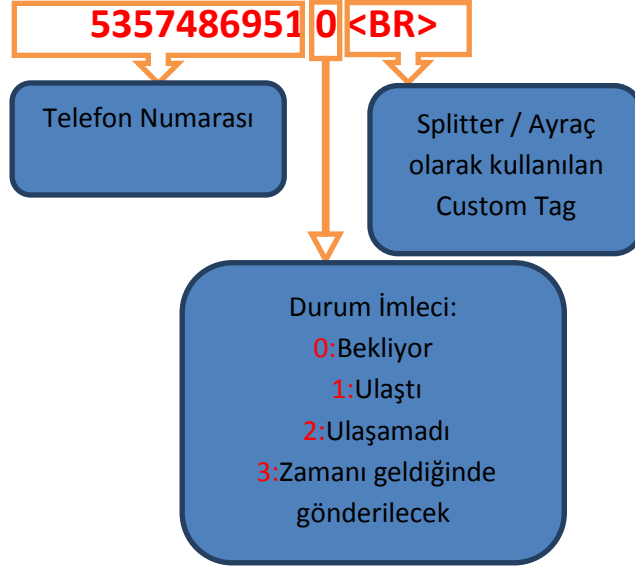 5357486951 0 <BR>
Telefon Numarası
Splitter / Ayraç
olarak kullanılan
Custom Tag
Durum İmleci:
0:Bekliyor
1:Ulaştı
2:Ulaşamadı
3:Zamanı geldiğinde
gönderilecek